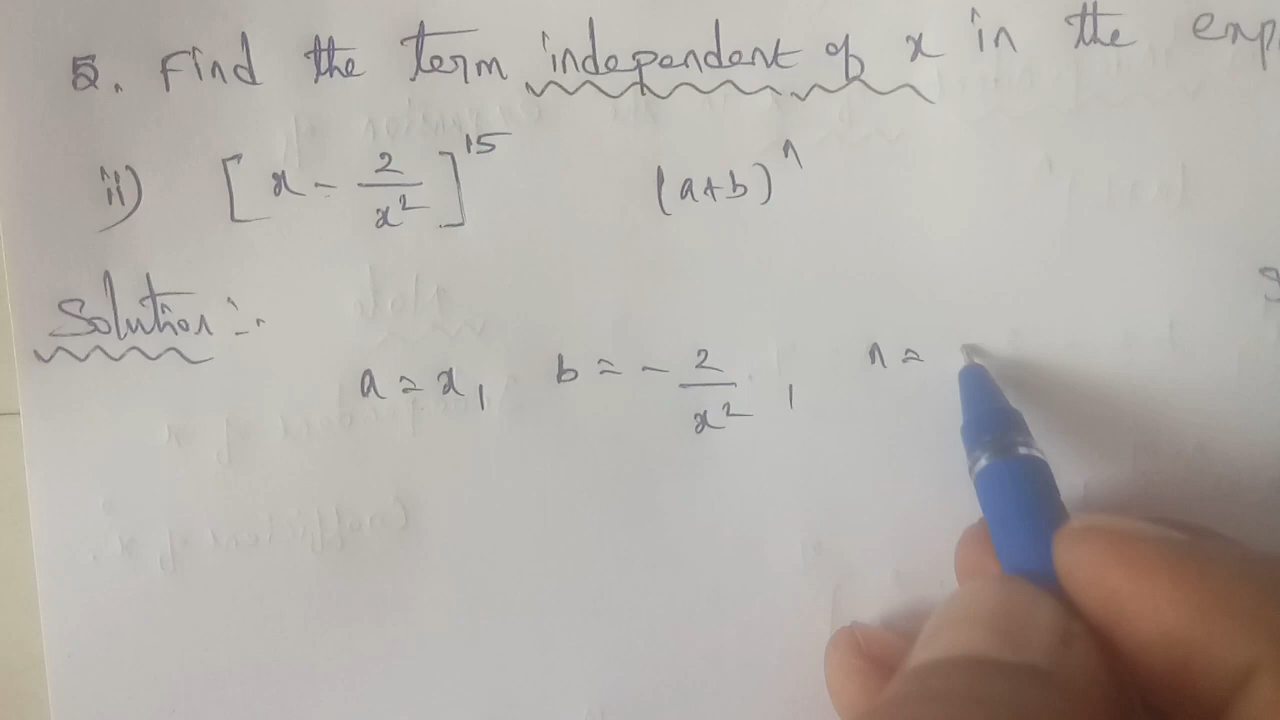 5. Find the term independent of x in the exp
ii) [x - 2/x²]^15 (a+b)^n
Solution :-
a = x, b = - 2/x², n =